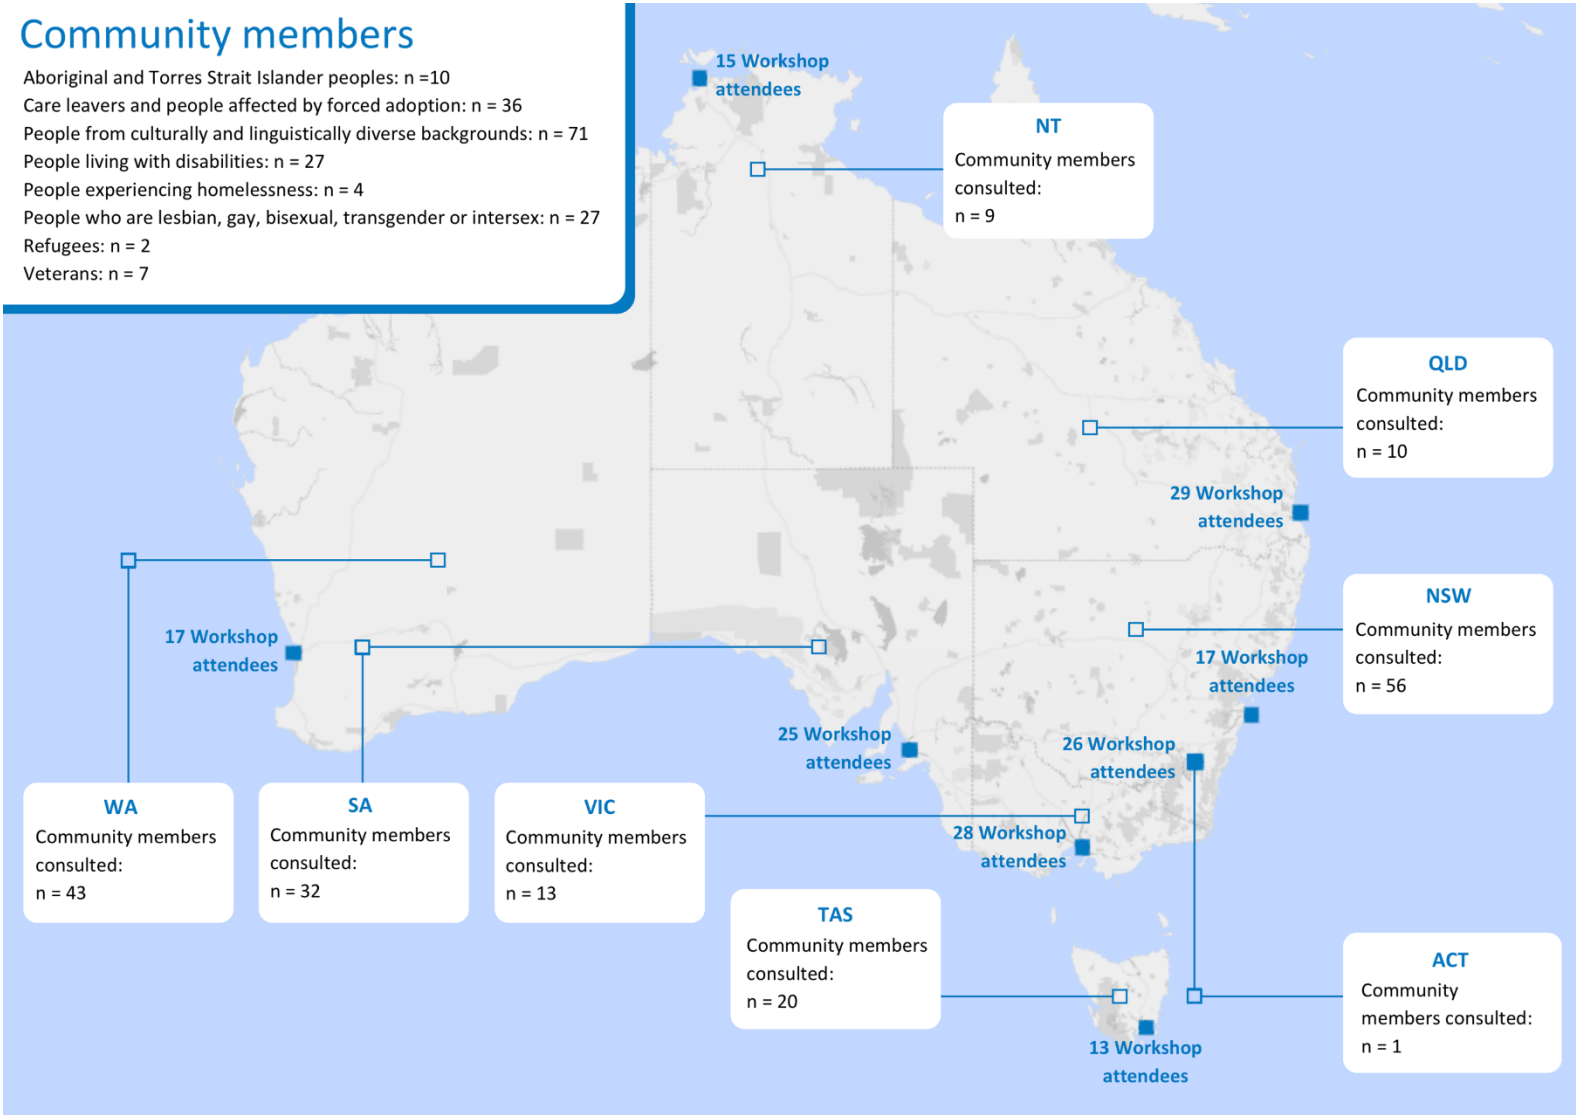 Community members
Aboriginal and Torres Strait Islander peoples: n =10
Care leavers and people affected by forced adoption: n = 36
People from culturally and linguistically diverse backgrounds: n = 71
People living with disabilities: n = 27
People experiencing homelessness: n = 4
People who are lesbian, gay, bisexual, transgender or intersex: n = 27
Refugees: n = 2
Veterans: n = 7
15 Workshop
attendees
NT
Community members
consulted:
n = 9
QLD
Community members
consulted:
n = 10
29 Workshop
attendees
NSW
Community members
consulted:
n = 56
17 Workshop
attendees
17 Workshop
attendees
25 Workshop
attendees
26 Workshop
attendees
WA
Community members
consulted:
n = 43
SA
Community members
consulted:
n = 32
VIC
Community members
consulted:
n = 13
28 Workshop
attendees
TAS
Community members
consulted:
n = 20
ACT
Community
members consulted:
n = 1
13 Workshop
attendees